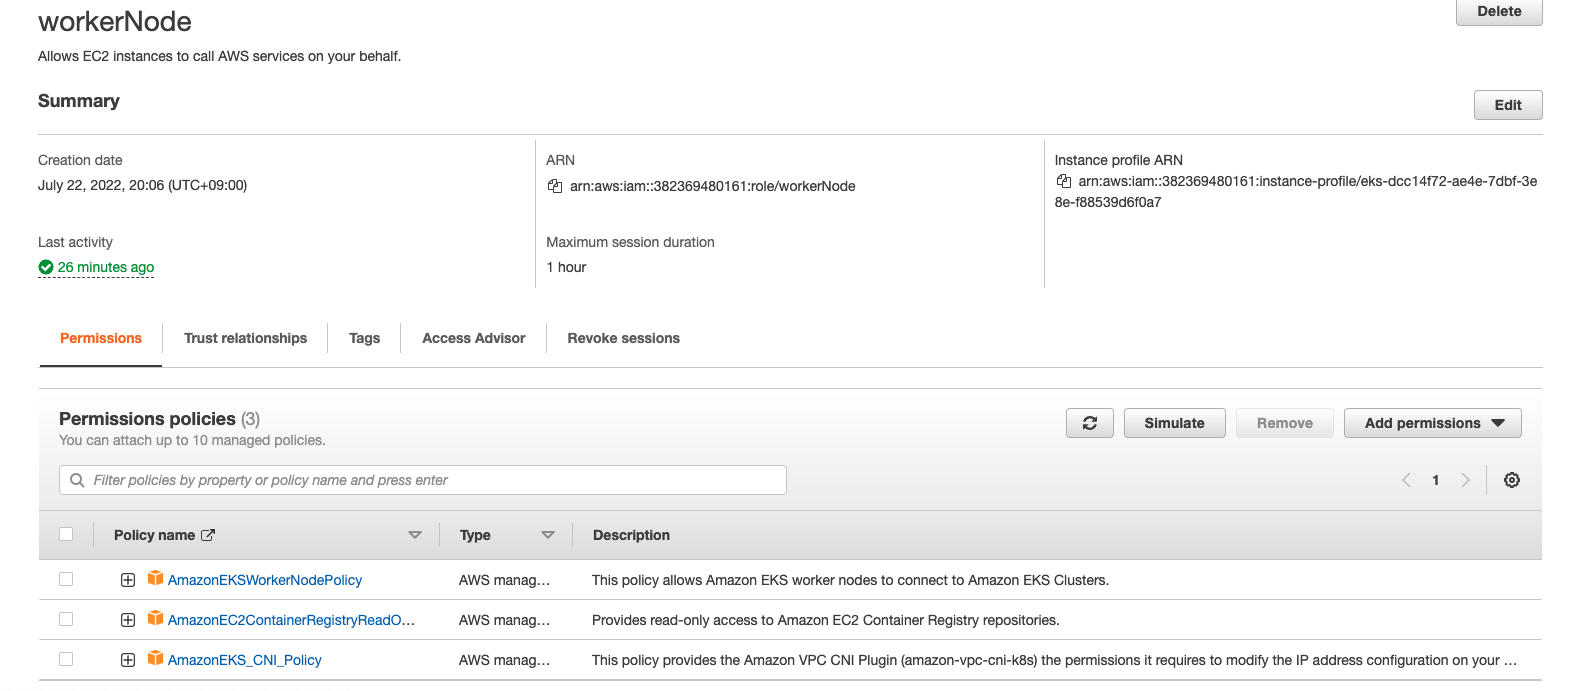 workerNode
Delete
Allows EC2 instances to call AWS services on your behalf.
Summary
Edit
Creation date
July 22, 2022, 20:06 (UTC+09:00)
ARN
arn:aws:iam::382369480161:role/workerNode
Instance profile ARN
arn:aws:iam::382369480161:instance-profile/eks-dcc14f72-ae4e-7dbf-3e
8e-f88539d6f0a7
Last activity
26 minutes ago
Maximum session duration
1 hour
Permissions
Trust relationships
Tags
Access Advisor
Revoke sessions
Permissions policies (3)
You can attach up to 10 managed policies.
Simulate
Remove
Add permissions
Filter policies by property or policy name and press enter
1
Policy name
Type
Description
AmazonEKSWorkerNodePolicy
AWS manag…
This policy allows Amazon EKS worker nodes to connect to Amazon EKS Clusters.
AmazonEC2ContainerRegistryReadO…
AWS manag…
Provides read-only access to Amazon EC2 Container Registry repositories.
AmazonEKS_CNI_Policy
AWS manag…
This policy provides the Amazon VPC CNI Plugin (amazon-vpc-cni-k8s) the permissions it requires to modify the IP address configuration on your …